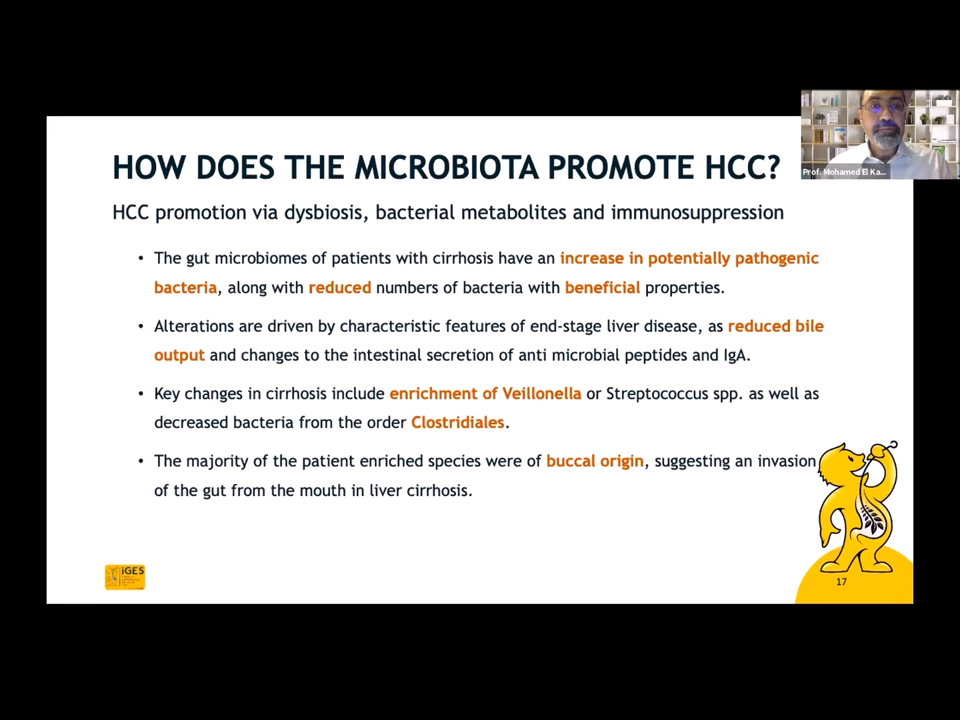 HOW DOES THE MICROBIOTA PROMOTE HCC?
Prof. Mohamed El Ka...
HCC promotion via dysbiosis, bacterial metabolites and immunosuppression
• The gut microbiomes of patients with cirrhosis have an increase in potentially pathogenic
bacteria, along with reduced numbers of bacteria with beneficial properties.
• Alterations are driven by characteristic features of end-stage liver disease, as reduced bile
output and changes to the intestinal secretion of anti microbial peptides and IgA.
• Key changes in cirrhosis include enrichment of Veillonella or Streptococcus spp. as well as
decreased bacteria from the order Clostridiales.
• The majority of the patient enriched species were of buccal origin, suggesting an invasion
of the gut from the mouth in liver cirrhosis.
iGES
17